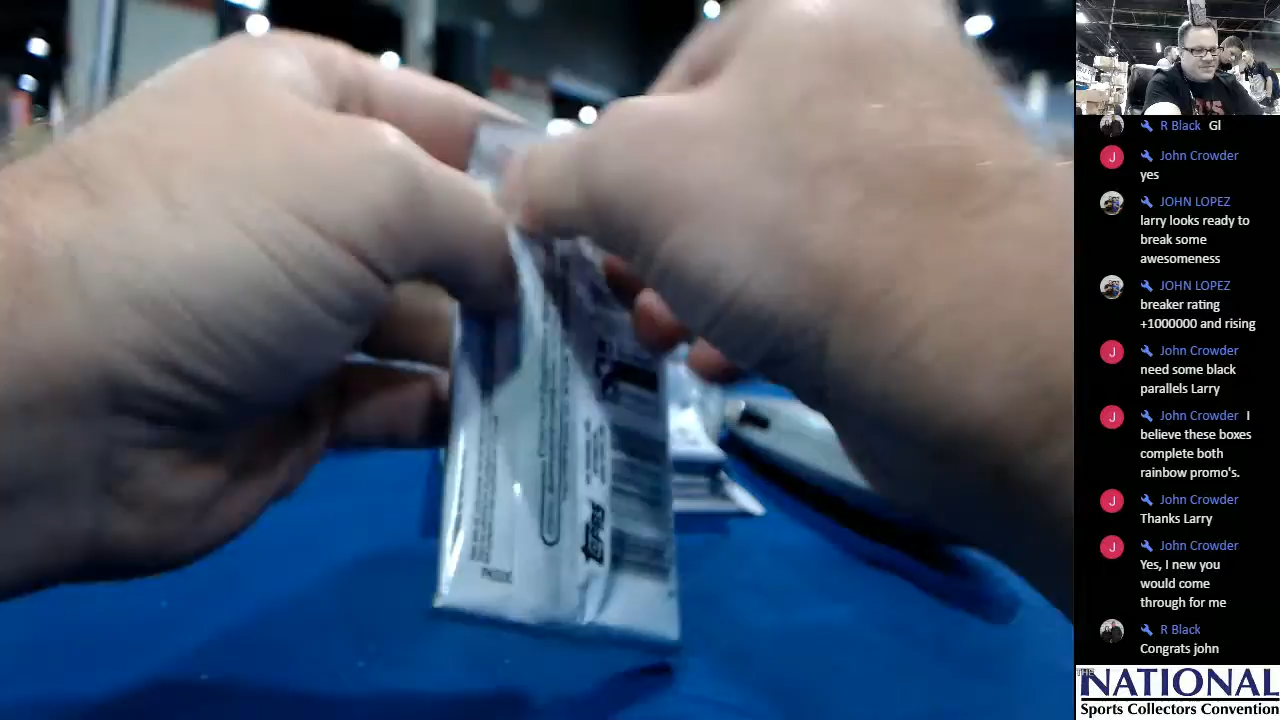 TOPPS
R Black Gl
John Crowder
yes
JOHN LOPEZ
larry looks ready to
break some
awesomeness
JOHN LOPEZ
breaker rating
+1000000 and rising
John Crowder
need some black
parallels Larry
John Crowder I
believe these boxes
complete both
rainbow promo's.
John Crowder
Thanks Larry
John Crowder
Yes, I new you
would come
through for me
R Black
Congrats john
THE
NATIONAL
Sports Collectors Convention